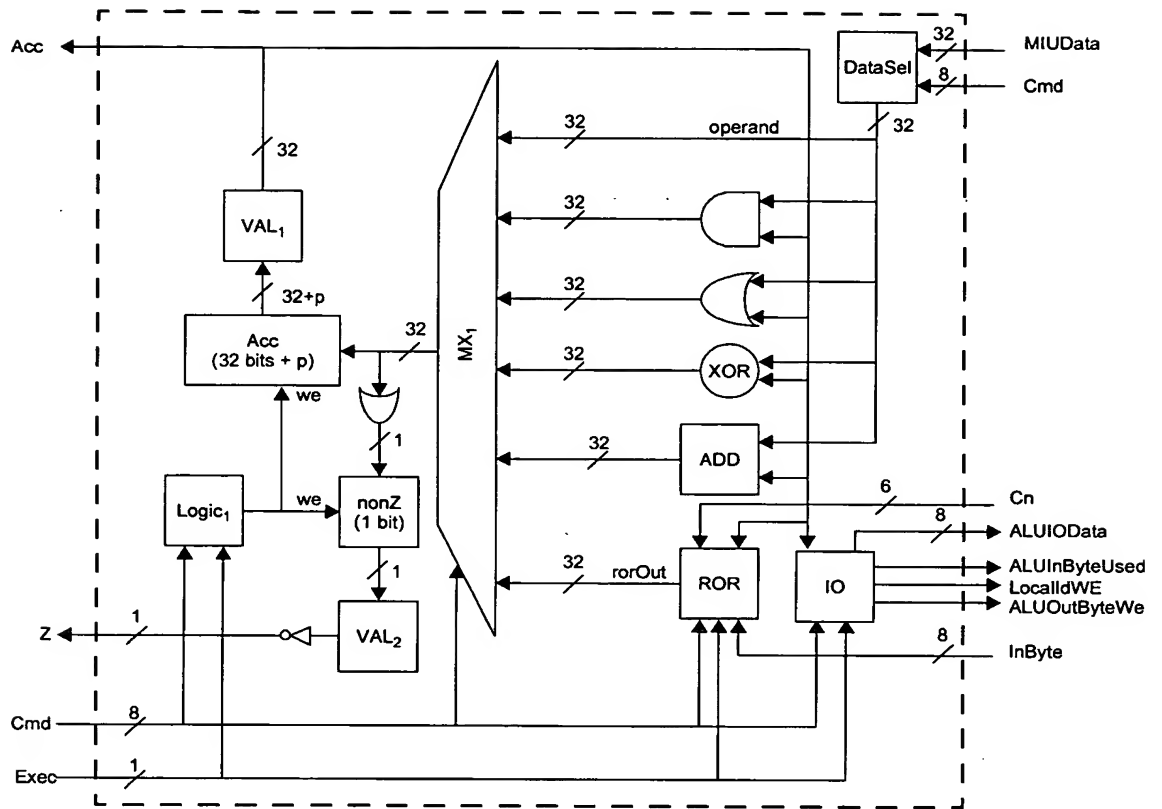 Acc
32
MIUData
DataSel
8
Cmd
32
32
operand
32
VAL1
32
32+p
32
Acc
(32 bits + p)
32
MX1
32
XOR
we
1
32
ADD
Logic1
we
nonZ
(1 bit)
6
Cn
8
ALUIOData
1
32
rorOut
ROR
IO
ALUInByteUsed
LocalIdWE
ALUOutByteWe
Z
1
VAL2
8
InByte
Cmd
8
Exec
1